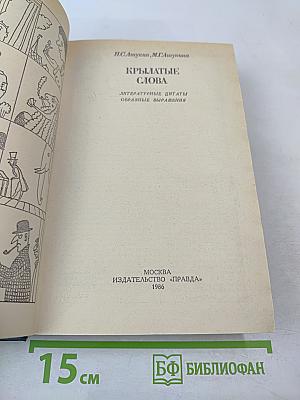 Н.С.Ашукин, М.Г.Ашукина
КРЫЛАТЫЕ
СЛОВА
ЛИТЕРАТУРНЫЕ ЦИТАТЫ
ОБРАЗНЫЕ ВЫРАЖЕНИЯ
МОСКВА
ИЗДАТЕЛЬСТВО «ПРАВДА»
1986
15 см
БФ БИБЛИОФАН